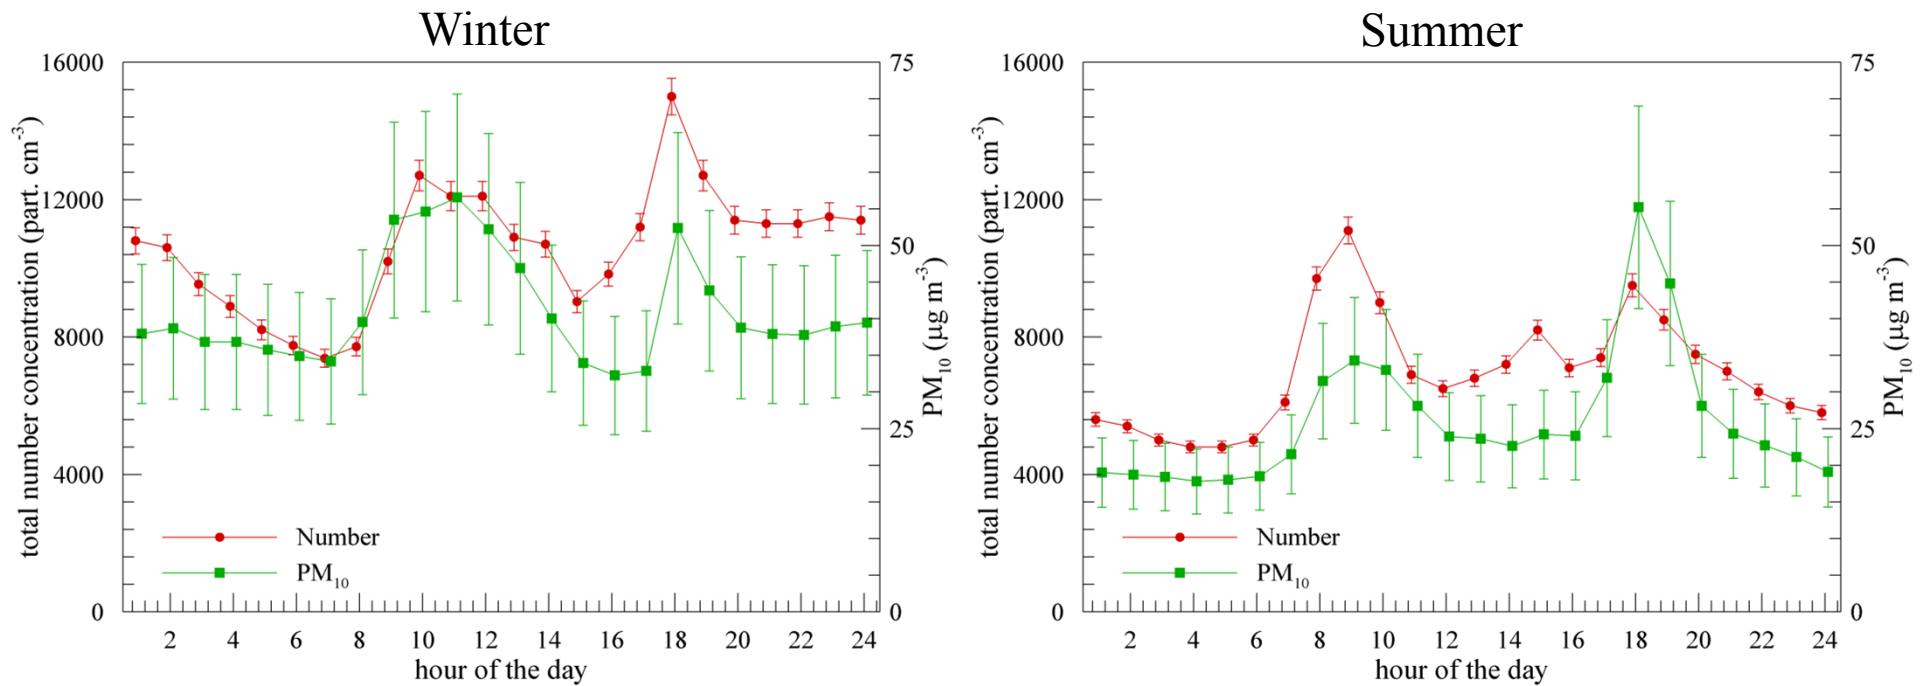 Winter
16000
12000
8000
4000
0
total number concentration (part. cm⁻³)
75
50
25
0
PM₁₀ (µg m⁻³)
Number
PM₁₀
2 4 6 8 10 12 14 16 18 20 22 24
hour of the day
Summer
16000
12000
8000
4000
0
total number concentration (part. cm⁻³)
75
50
25
0
PM₁₀ (µg m⁻³)
Number
PM₁₀
2 4 6 8 10 12 14 16 18 20 22 24
hour of the day